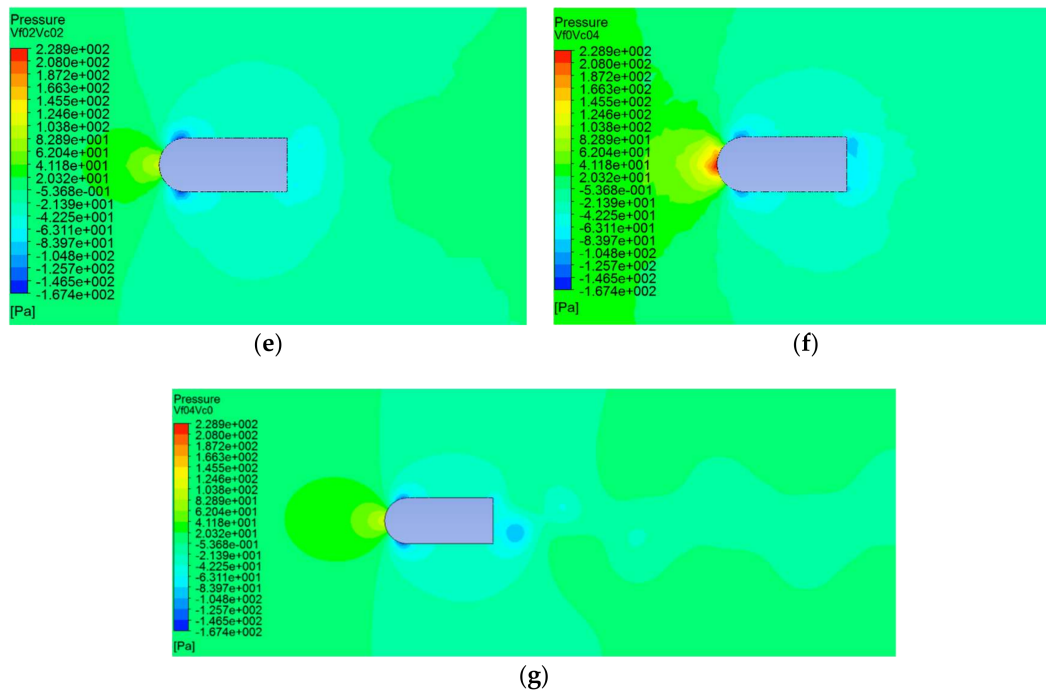 Pressure
Vf02Vc02
2.289e+002
2.080e+002
1.872e+002
1.663e+002
1.455e+002
1.246e+002
1.038e+002
8.289e+001
6.204e+001
4.118e+001
2.032e+001
-5.368e-001
-2.139e+001
-4.225e+001
-6.311e+001
-8.397e+001
-1.048e+002
-1.257e+002
-1.465e+002
-1.674e+002
[Pa]
(e)
Pressure
Vf0Vc04
2.289e+002
2.080e+002
1.872e+002
1.663e+002
1.455e+002
1.246e+002
1.038e+002
8.289e+001
6.204e+001
4.118e+001
2.032e+001
-5.368e-001
-2.139e+001
-4.225e+001
-6.311e+001
-8.397e+001
-1.048e+002
-1.257e+002
-1.465e+002
-1.674e+002
[Pa]
(f)
Pressure
Vf04Vc0
2.289e+002
2.080e+002
1.872e+002
1.663e+002
1.455e+002
1.246e+002
1.038e+002
8.289e+001
6.204e+001
4.118e+001
2.032e+001
-5.368e-001
-2.139e+001
-4.225e+001
-6.311e+001
-8.397e+001
-1.048e+002
-1.257e+002
-1.465e+002
-1.674e+002
[Pa]
(g)